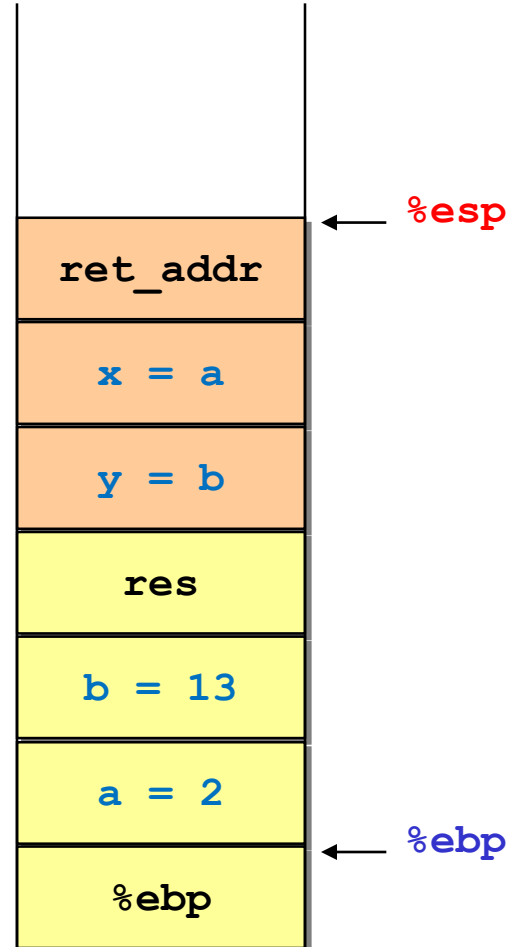 %esp
ret_addr
x = a
y = b
res
b = 13
a = 2
%ebp
%ebp